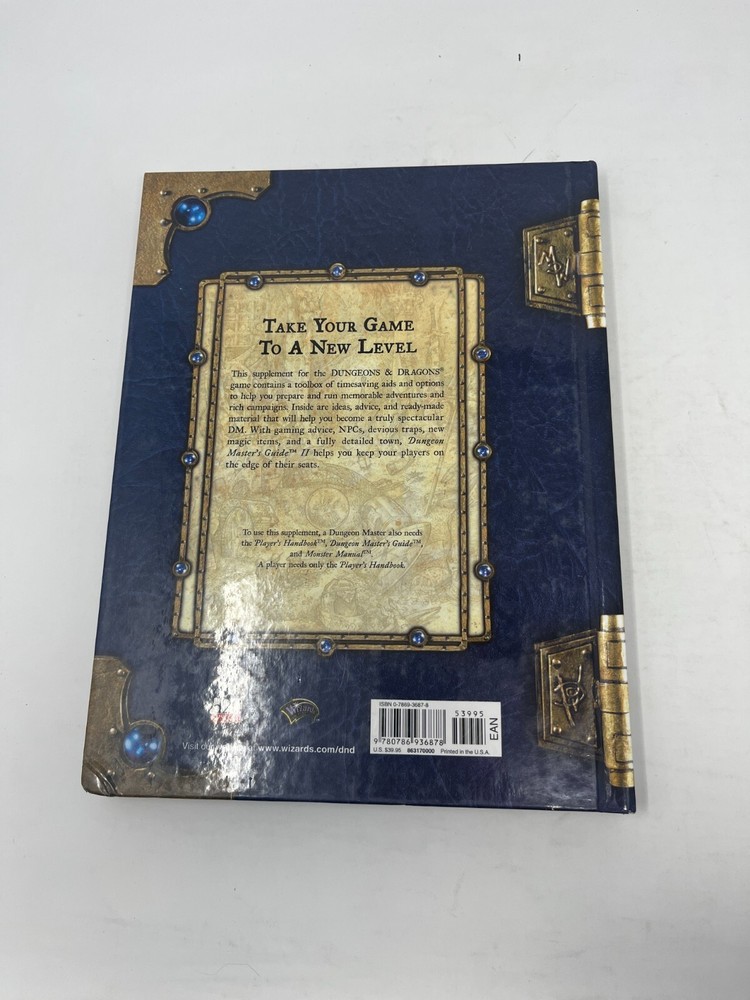 TAKE YOUR GAME
TO A NEW LEVEL
This supplement for the DUNGEONS & DRAGONS®
game contains a toolbox of timesaving aids and options
to help you prepare and run memorable adventures and
rich campaigns. Inside are ideas, advice, and ready-made
material that will help you become a truly spectacular
DM. With gaming advice, NPCs, devious traps, new
magic items, and a fully detailed town, Dungeon
Master's Guide™ II helps you keep your players on
the edge of their seats.
To use this supplement, a Dungeon Master also needs
the Player's Handbook™, Dungeon Master's Guide™,
and Monster Manual™.
A player needs only the Player's Handbook.
ISBN 0-7869-3687-8
53995
EAN
9 780786 936878
U.S. $39.95 863170000 Printed in the U.S.A.
Wizards
Visit our www.wizards.com/dnd